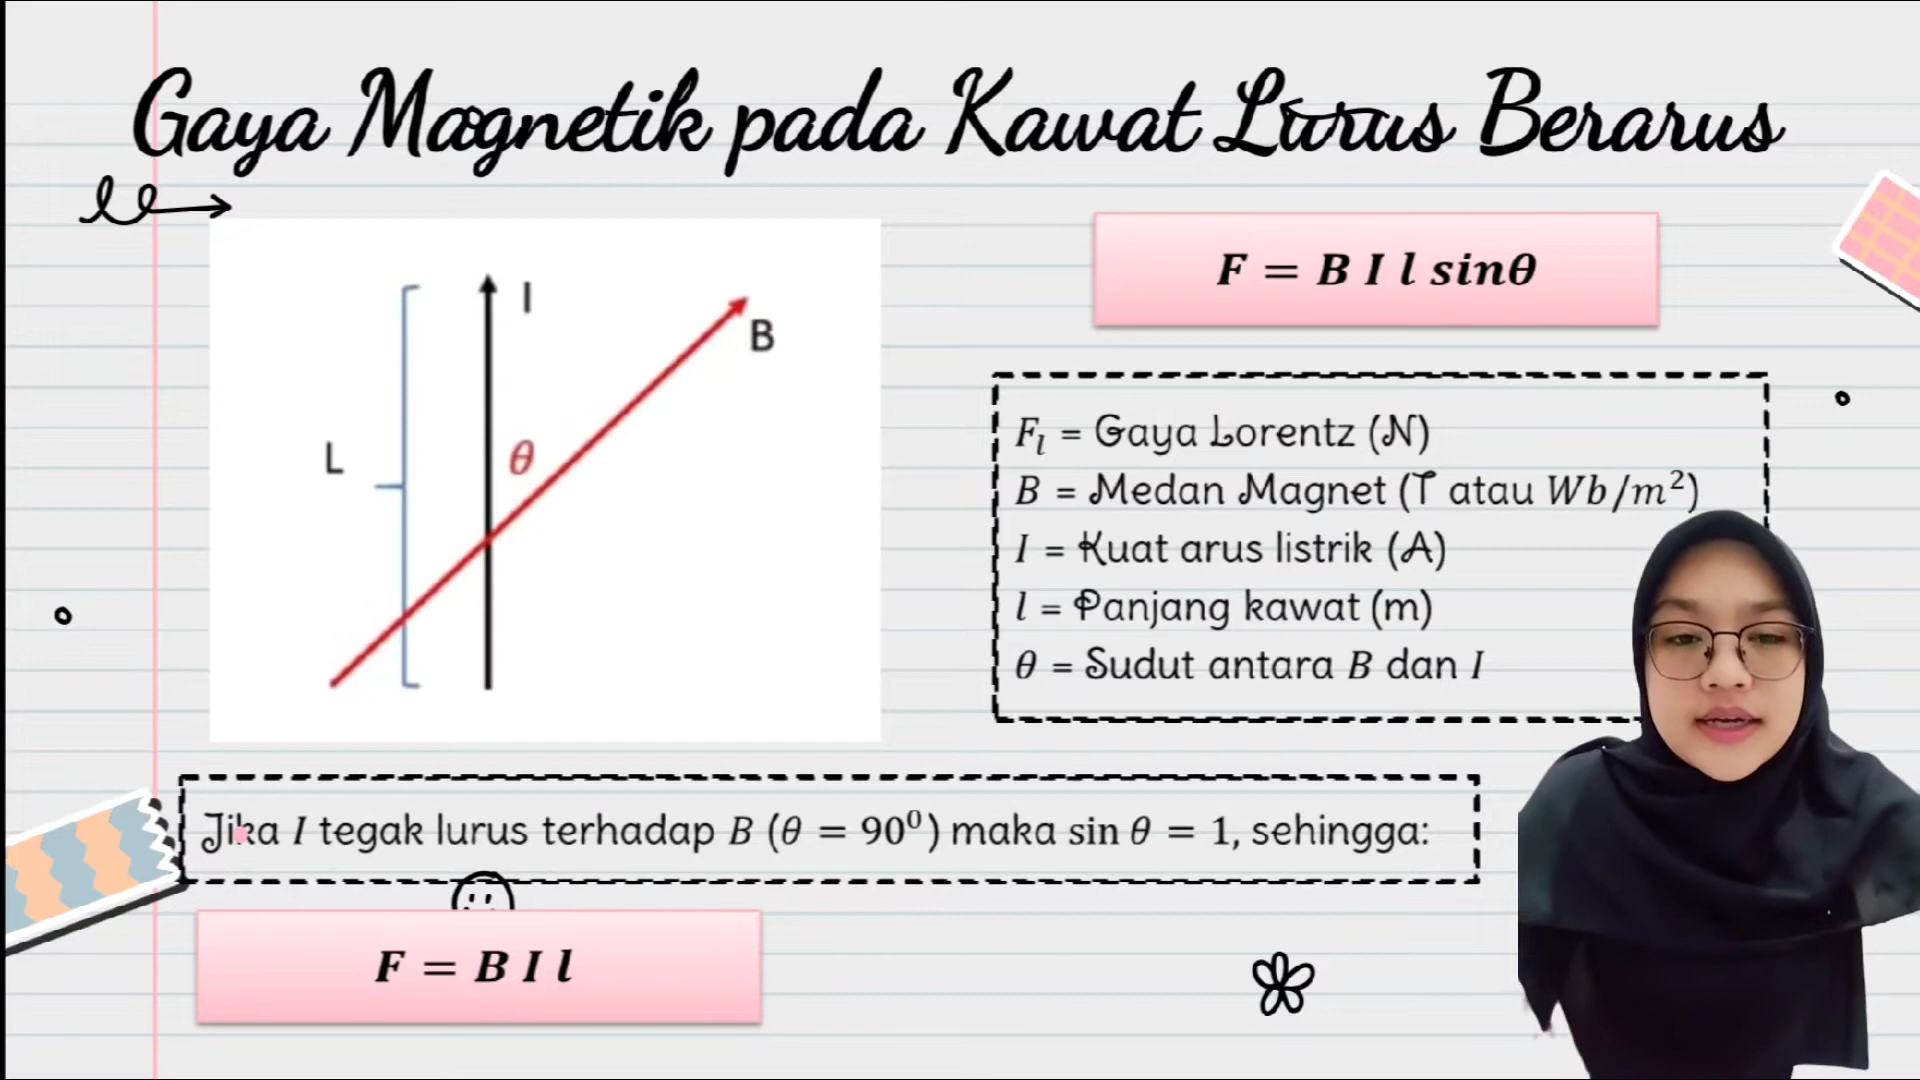 Gaya Magnetik pada Kawat Lurus Berarus
I
B
L
θ
F = B I l sinθ
F_l = Gaya Lorentz (N)
B = Medan Magnet (T atau Wb/m²)
I = Kuat arus listrik (A)
l = Panjang kawat (m)
θ = Sudut antara B dan I
Jika I tegak lurus terhadap B (θ = 90⁰) maka sin θ = 1, sehingga:
F = B I l